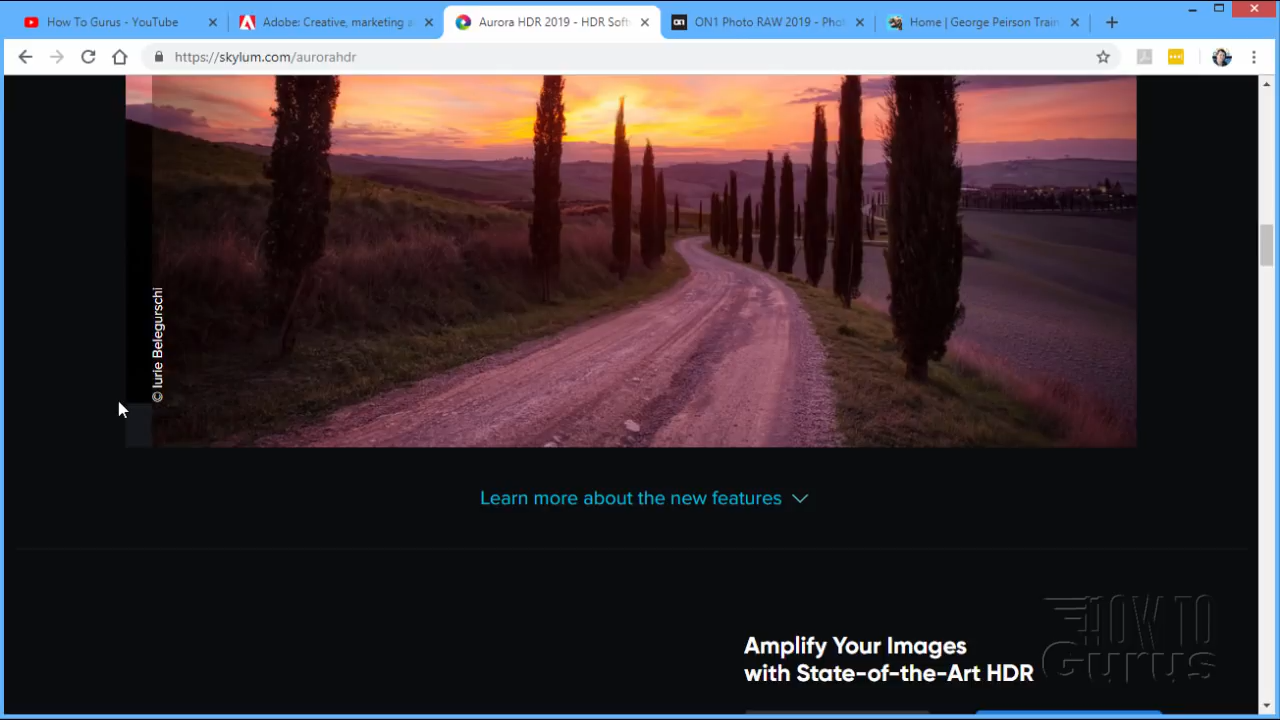 How To Gurus - YouTube
Adobe: Creative, marketing a
Aurora HDR 2019 - HDR Soft
ON1 Photo RAW 2019 - Phot
Home | George Peirson Train
https://skylum.com/aurorahdr
© Iurie Belegurschi
Learn more about the new features
Amplify Your Images
with State-of-the-Art HDR
HOW TO
Gurus